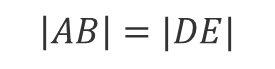 |AB| = |DE|